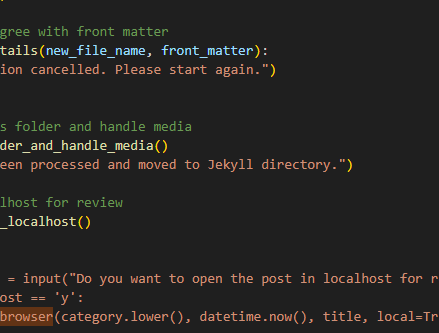 gree with front matter
tails(new_file_name, front_matter):
ion cancelled. Please start again.")
s folder and handle media
der_and_handle_media()
een processed and moved to Jekyll directory.")
lhost for review
_localhost()
= input("Do you want to open the post in localhost for r
ost == 'y':
browser(category.lower(), datetime.now(), title, local=Tr